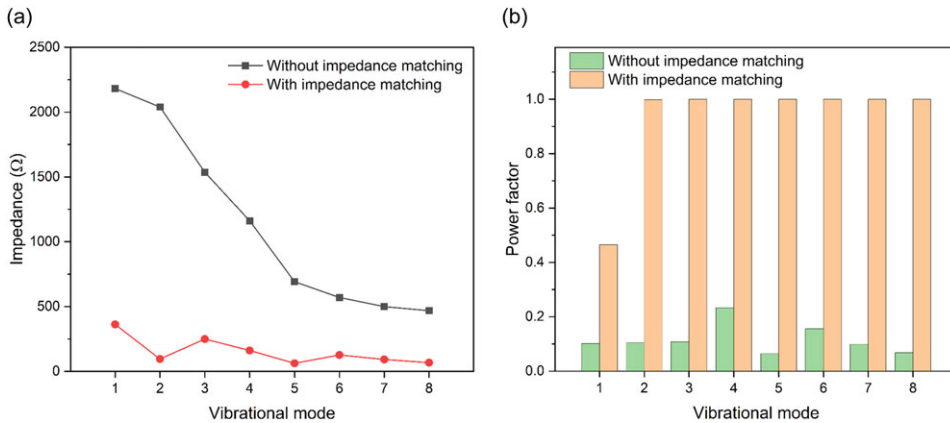 (a)
2500
2000
1500
1000
500
0
Impedance (Ω)
Without impedance matching
With impedance matching
1 2 3 4 5 6 7 8
Vibrational mode
(b)
1.0
0.8
0.6
0.4
0.2
0.0
Power factor
Without impedance matching
With impedance matching
1 2 3 4 5 6 7 8
Vibrational mode